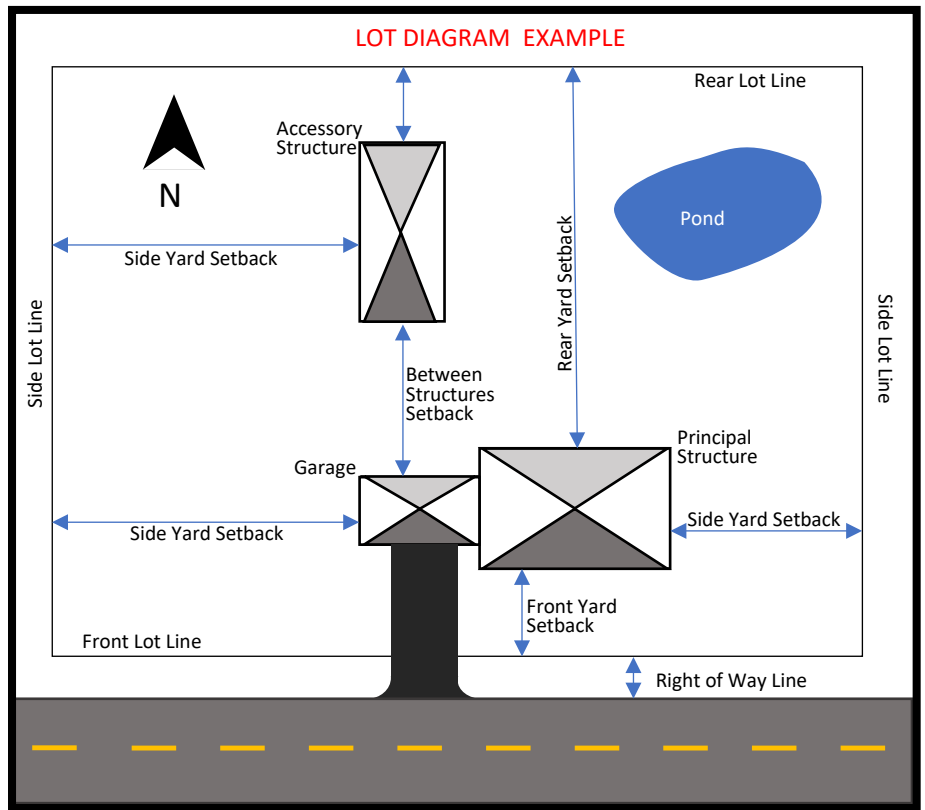 LOT DIAGRAM EXAMPLE
Rear Lot Line
Accessory
Structure
N
Pond
Side Yard Setback
Rear Yard Setback
Side Lot Line
Side Lot Line
Between
Structures
Setback
Principal
Structure
Garage
Side Yard Setback
Side Yard Setback
Front Yard
Setback
Front Lot Line
Right of Way Line